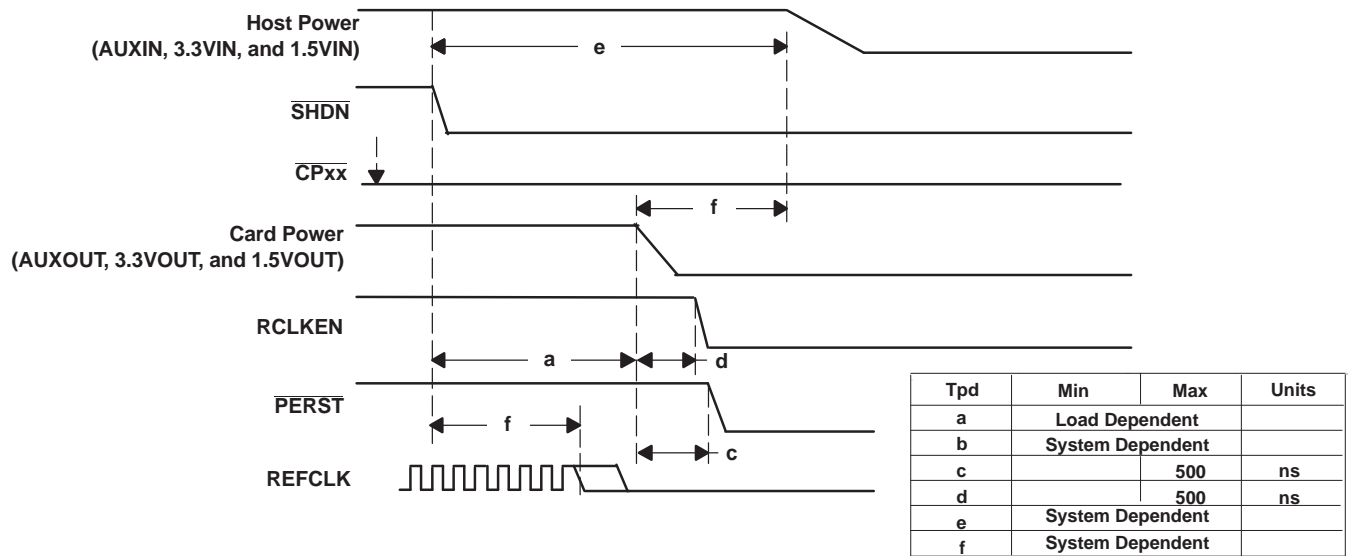 Host Power
(AUXIN, 3.3VIN, and 1.5VIN)
e
SHDN
CPxx
f
Card Power
(AUXOUT, 3.3VOUT, and 1.5VOUT)
RCLKEN
a
d
PERST
f
c
REFCLK
Tpd Min Max Units
a Load Dependent
b System Dependent
c 500 ns
d 500 ns
e System Dependent
f System Dependent